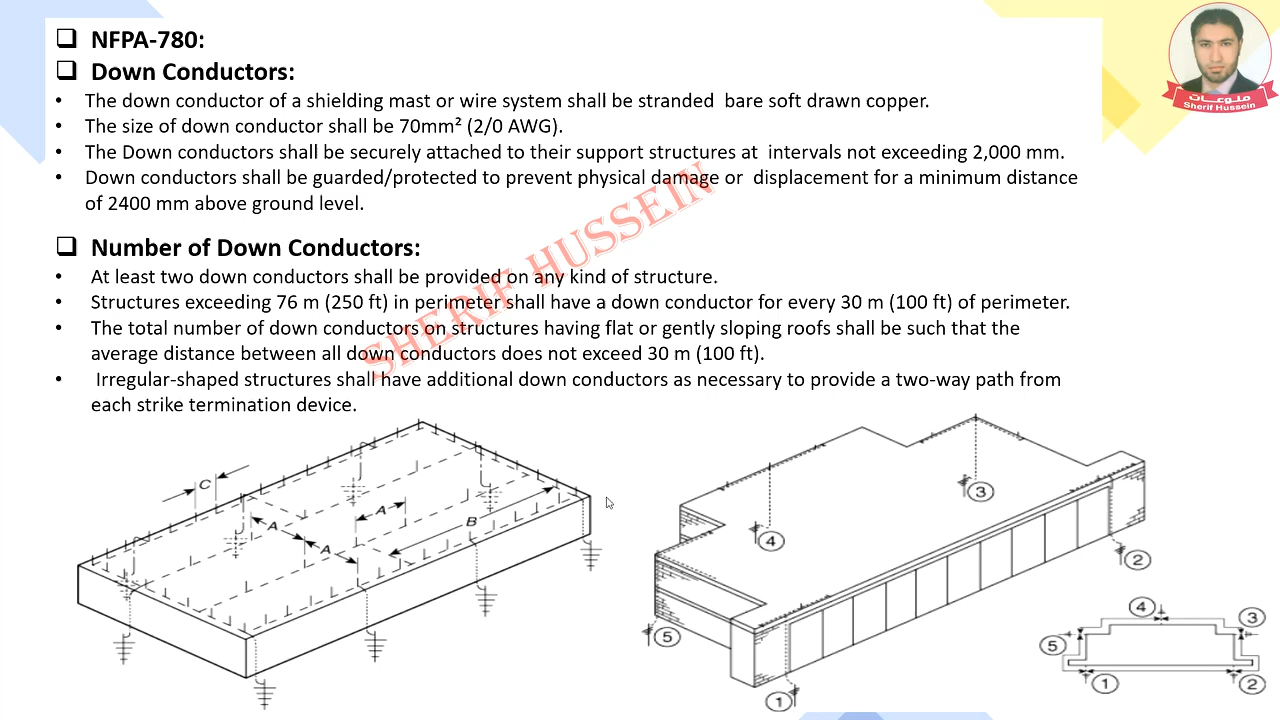 NFPA-780:
Down Conductors:
• The down conductor of a shielding mast or wire system shall be stranded bare soft drawn copper.
• The size of down conductor shall be 70mm² (2/0 AWG).
• The Down conductors shall be securely attached to their support structures at intervals not exceeding 2,000 mm.
• Down conductors shall be guarded/protected to prevent physical damage or displacement for a minimum distance
of 2400 mm above ground level.
Number of Down Conductors:
• At least two down conductors shall be provided on any kind of structure.
• Structures exceeding 76 m (250 ft) in perimeter shall have a down conductor for every 30 m (100 ft) of perimeter.
• The total number of down conductors on structures having flat or gently sloping roofs shall be such that the
average distance between all down conductors does not exceed 30 m (100 ft).
• Irregular-shaped structures shall have additional down conductors as necessary to provide a two-way path from
each strike termination device.
SHERIF HUSSEIN
Sherif Hussein
C
A
A
A
B
3
4
2
5
1
4
3
5
1
2